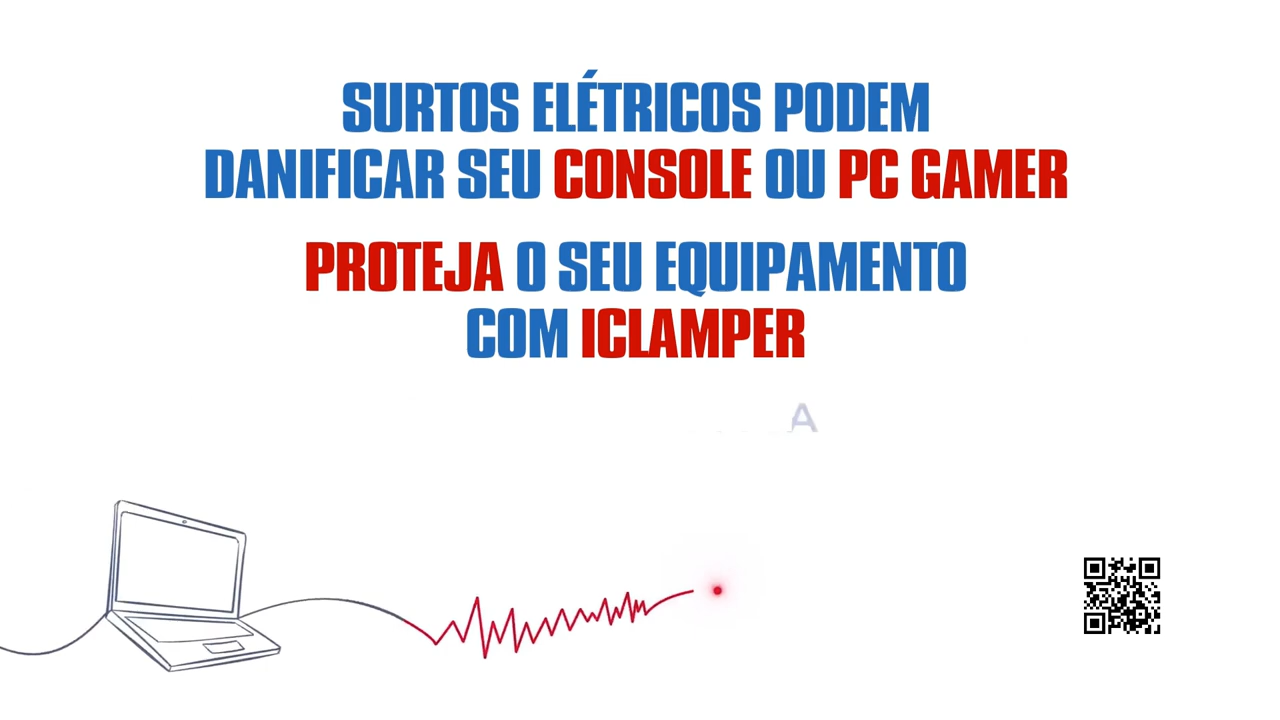 SURTOS ELÉTRICOS PODEM
DANIFICAR SEU CONSOLE OU PC GAMER
PROTEJA O SEU EQUIPAMENTO
COM ICLAMPER
A